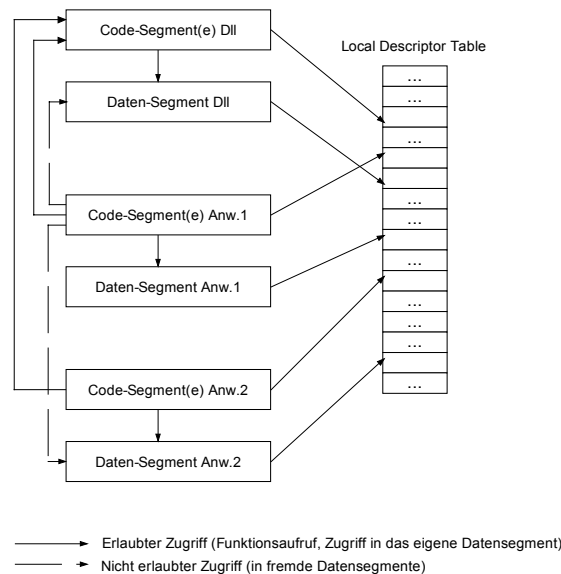 Code-Segment(e) Dll
Local Descriptor Table
...
Daten-Segment Dll
...
...
...
Code-Segment(e) Anw.1
...
...
Daten-Segment Anw.1
...
...
...
Code-Segment(e) Anw.2
...
Daten-Segment Anw.2
Erlaubter Zugriff (Funktionsaufruf, Zugriff in das eigene Datensegment)
Nicht erlaubter Zugriff (in fremde Datensegmente)